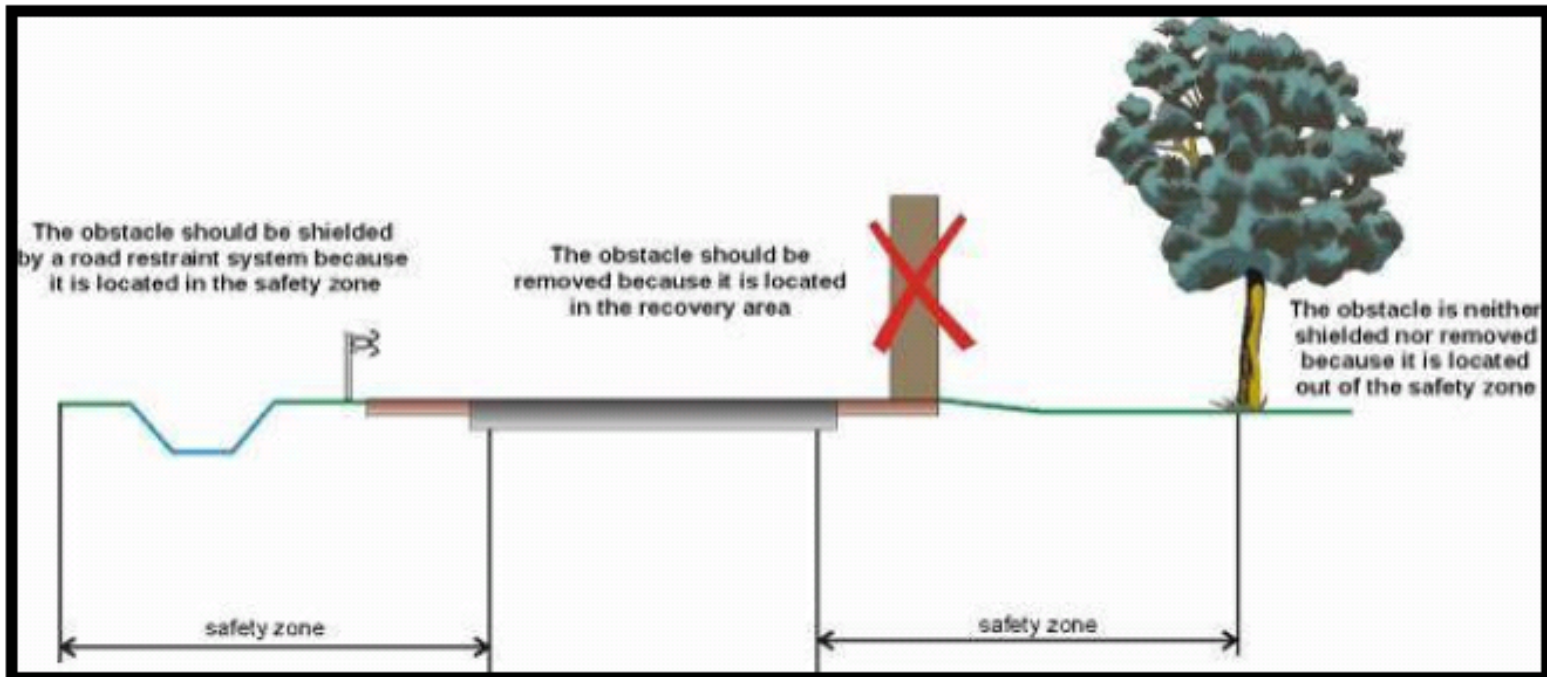 The obstacle should be shielded
by a road restraint system because
it is located in the safety zone
The obstacle should be
removed because it is located
in the recovery area
The obstacle is neither
shielded nor removed
because it is located
out of the safety zone
safety zone
safety zone